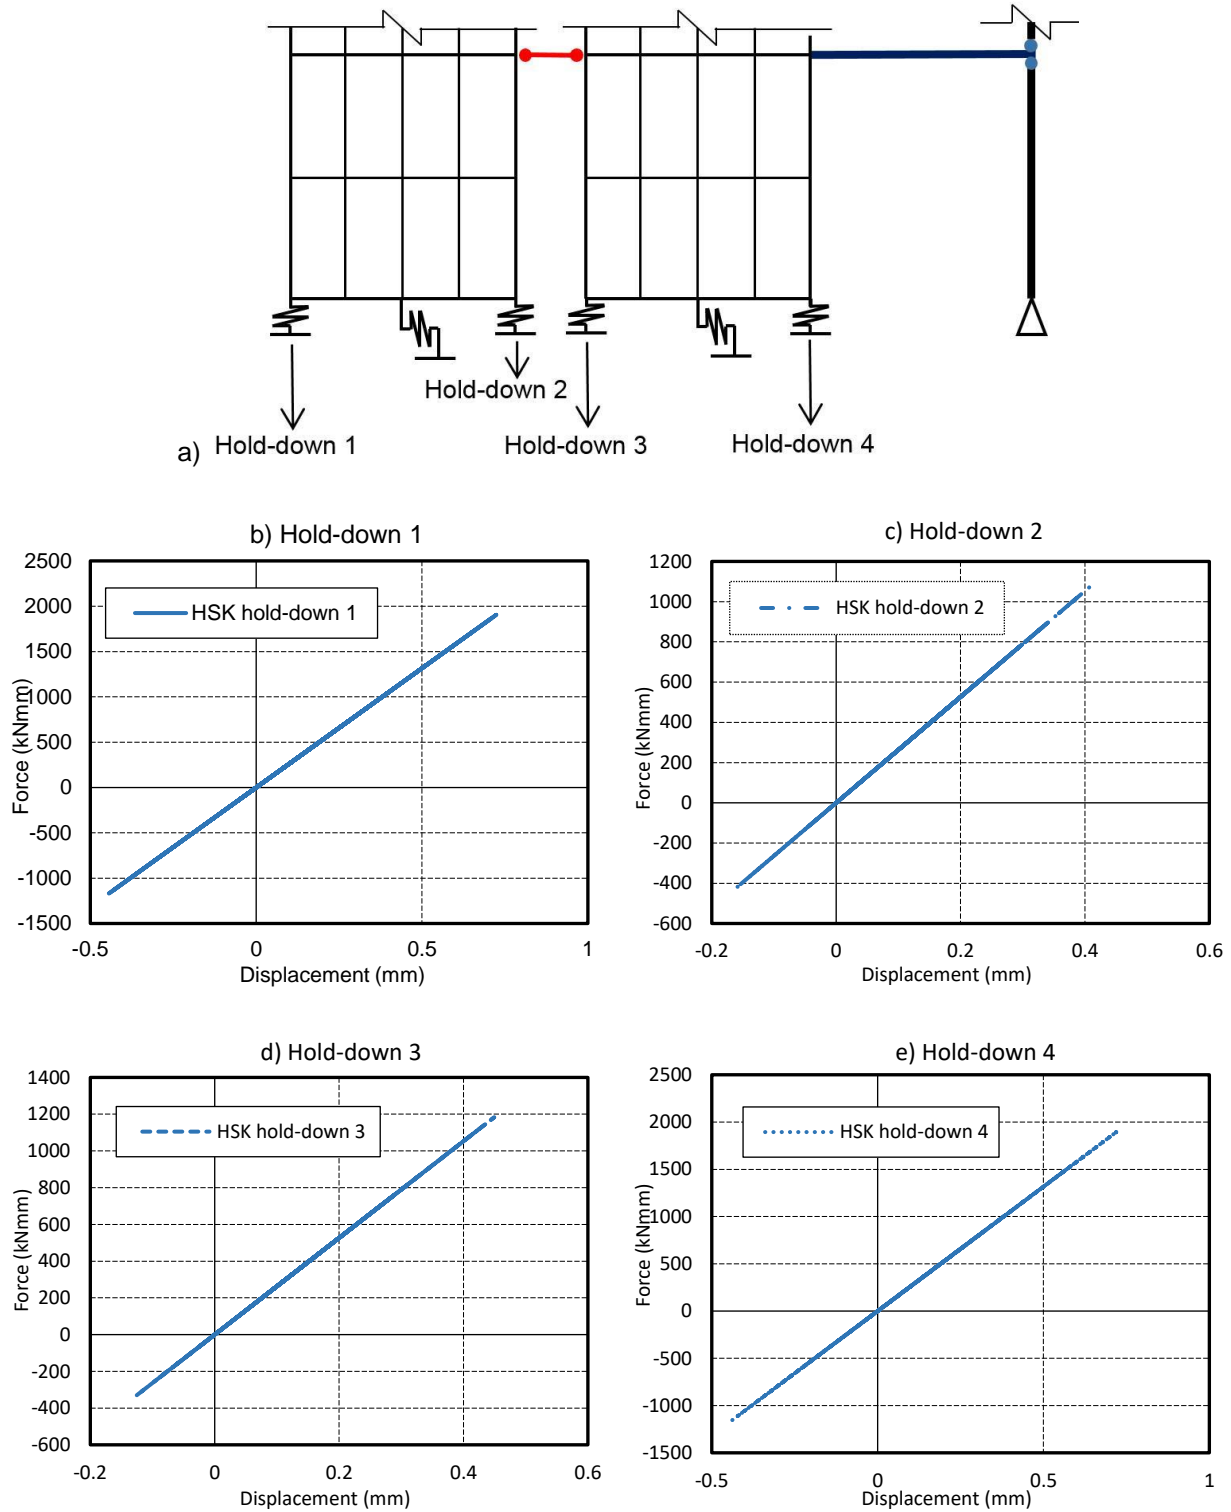 Hold-down 2
a) Hold-down 1
Hold-down 3
Hold-down 4
b) Hold-down 1
2500
2000
1500
1000
500
0
-500
-1000
-1500
-0.5
0
0.5
1
Force (kNmm)
Displacement (mm)
HSK hold-down 1
c) Hold-down 2
1200
1000
800
600
400
200
0
-200
-400
-600
-0.2
0
0.2
0.4
0.6
Force (kNmm)
Displacement (mm)
HSK hold-down 2
d) Hold-down 3
1400
1200
1000
800
600
400
200
0
-200
-400
-600
-0.2
0
0.2
0.4
0.6
Force (kNmm)
Displacement (mm)
HSK hold-down 3
e) Hold-down 4
2500
2000
1500
1000
500
0
-500
-1000
-1500
-0.5
0
0.5
1
Force (kNmm)
Displacement (mm)
HSK hold-down 4